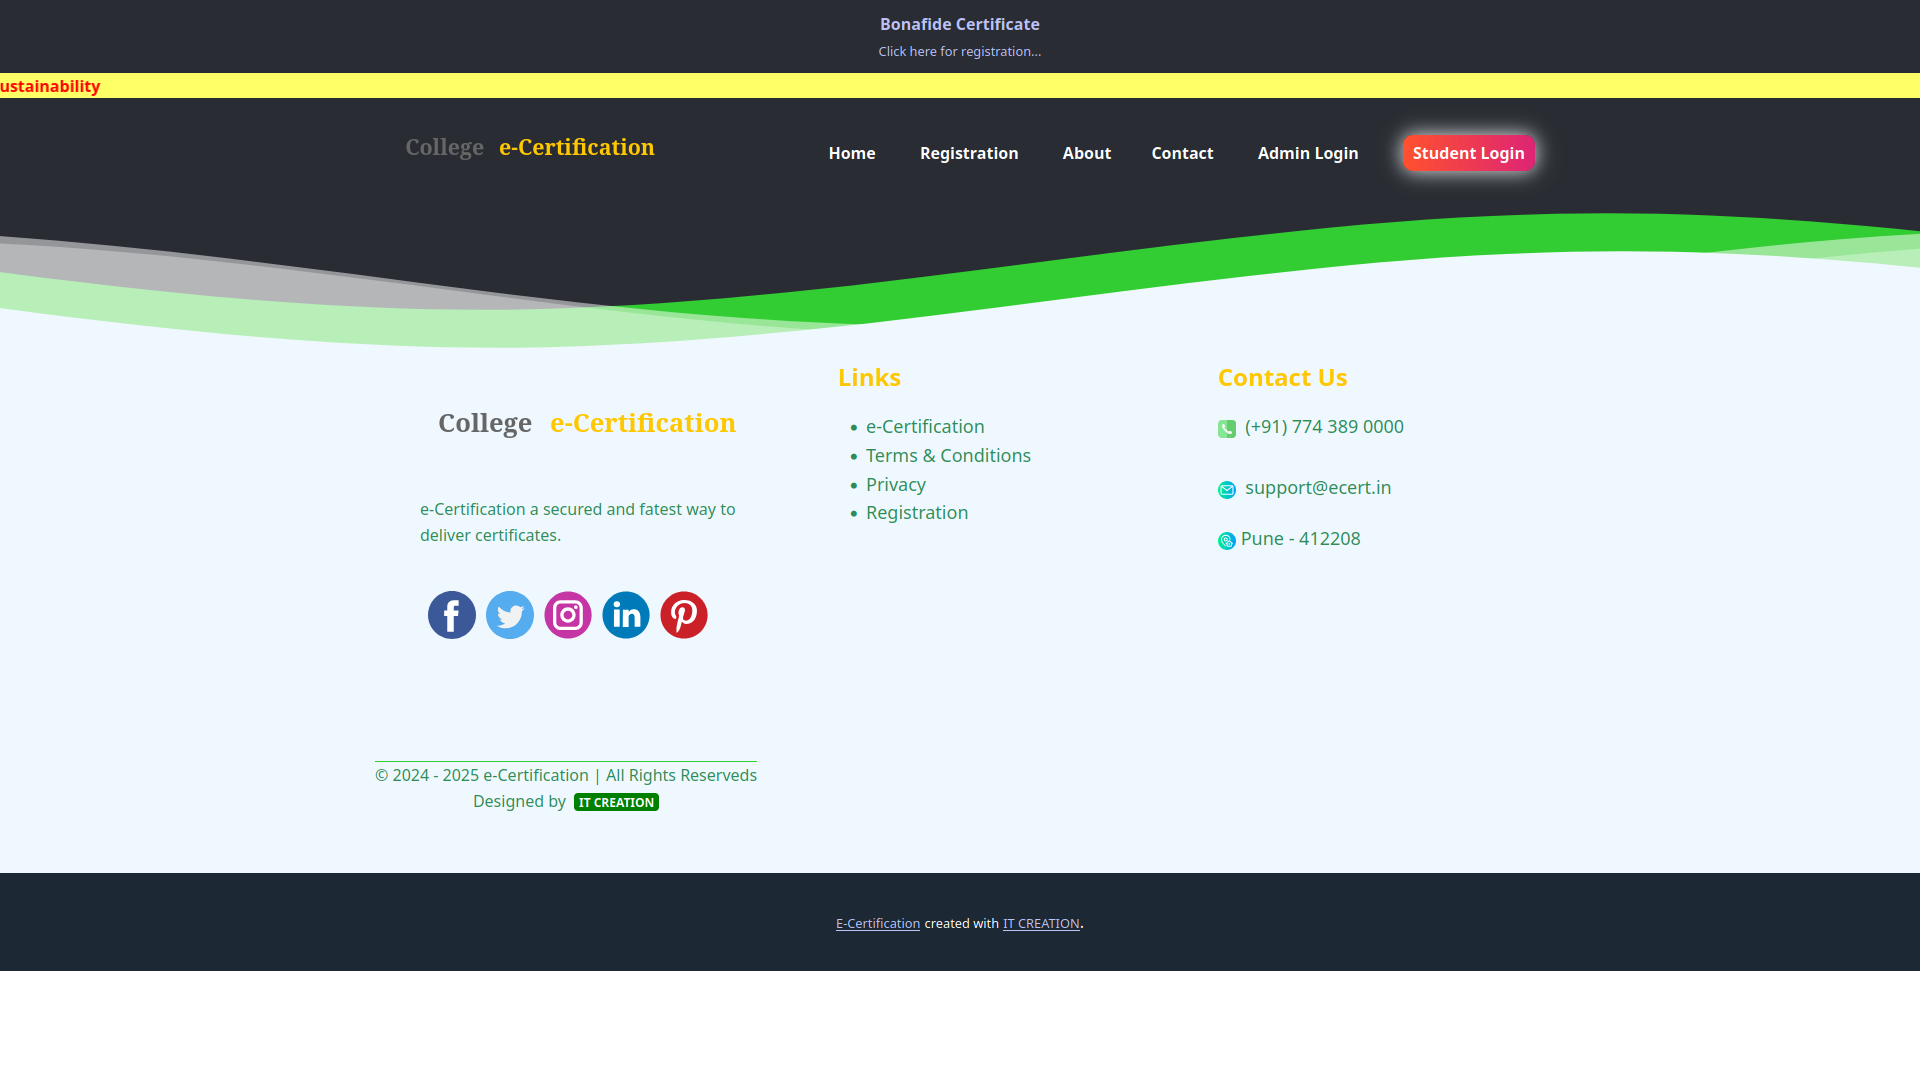 Bonafide Certificate
Click here for registration...
ustainability
College e-Certification
Home Registration About Contact Admin Login Student Login
College e-Certification
e-Certification a secured and fatest way to
deliver certificates.
Links
e-Certification
Terms & Conditions
Privacy
Registration
Contact Us
(+91) 774 389 0000
support@ecert.in
Pune - 412208
© 2024 - 2025 e-Certification | All Rights Reserveds
Designed by IT CREATION
E-Certification created with IT CREATION.